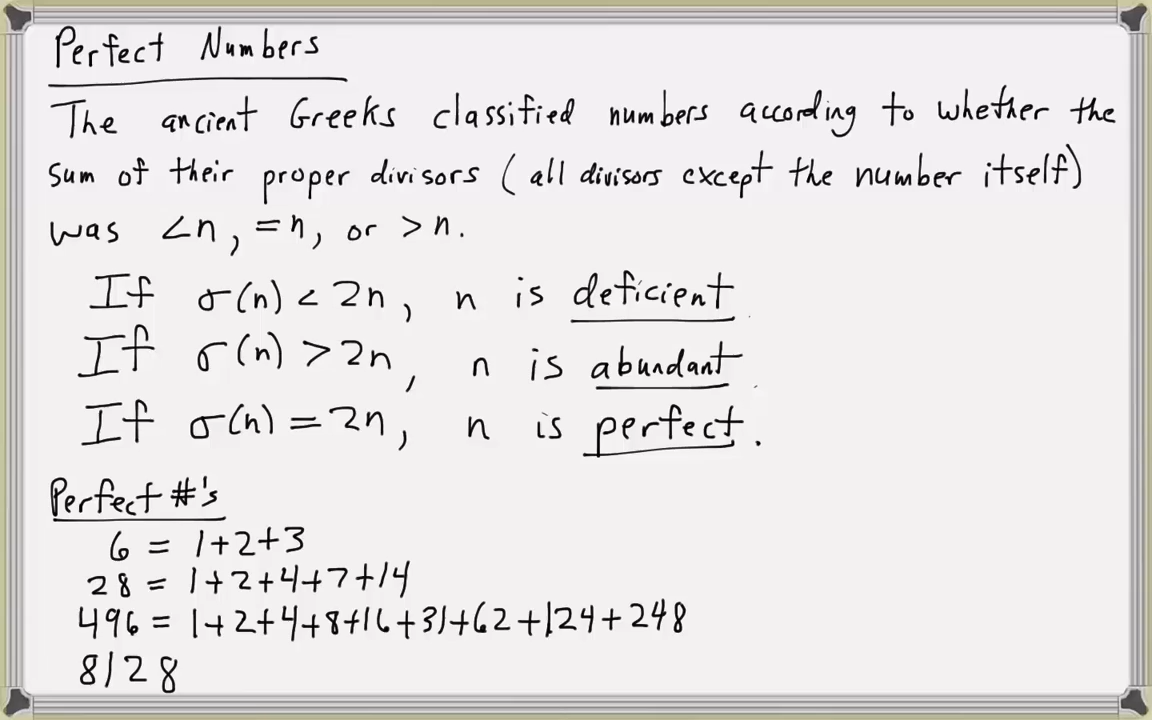 Perfect Numbers
The ancient Greeks classified numbers according to whether the
sum of their proper divisors (all divisors except the number itself)
was <n, =n, or >n.
If σ(n) < 2n, n is deficient
If σ(n) > 2n, n is abundant
If σ(n) = 2n, n is perfect.
Perfect #'s
6 = 1+2+3
28 = 1+2+4+7+14
496 = 1+2+4+8+16+31+62+124+248
8128